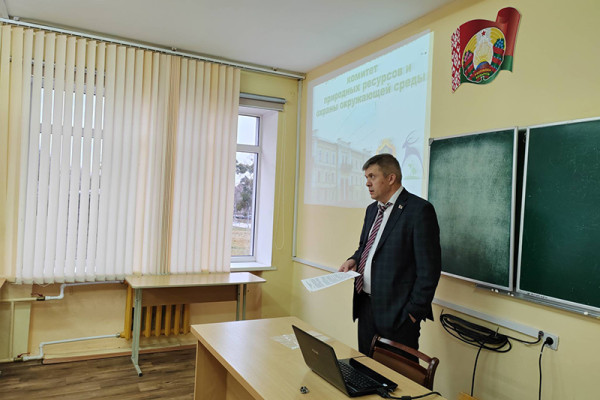 комитет
природных ресурсов и
охраны окружающей среды